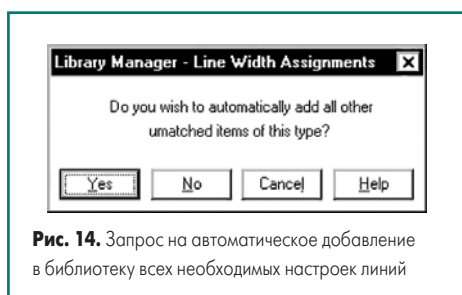 Library Manager - Line Width Assignments
Do you wish to automatically add all other
umatched items of this type?
Yes No Cancel Help
Рис. 14. Запрос на автоматическое добавление
в библиотеку всех необходимых настроек линий